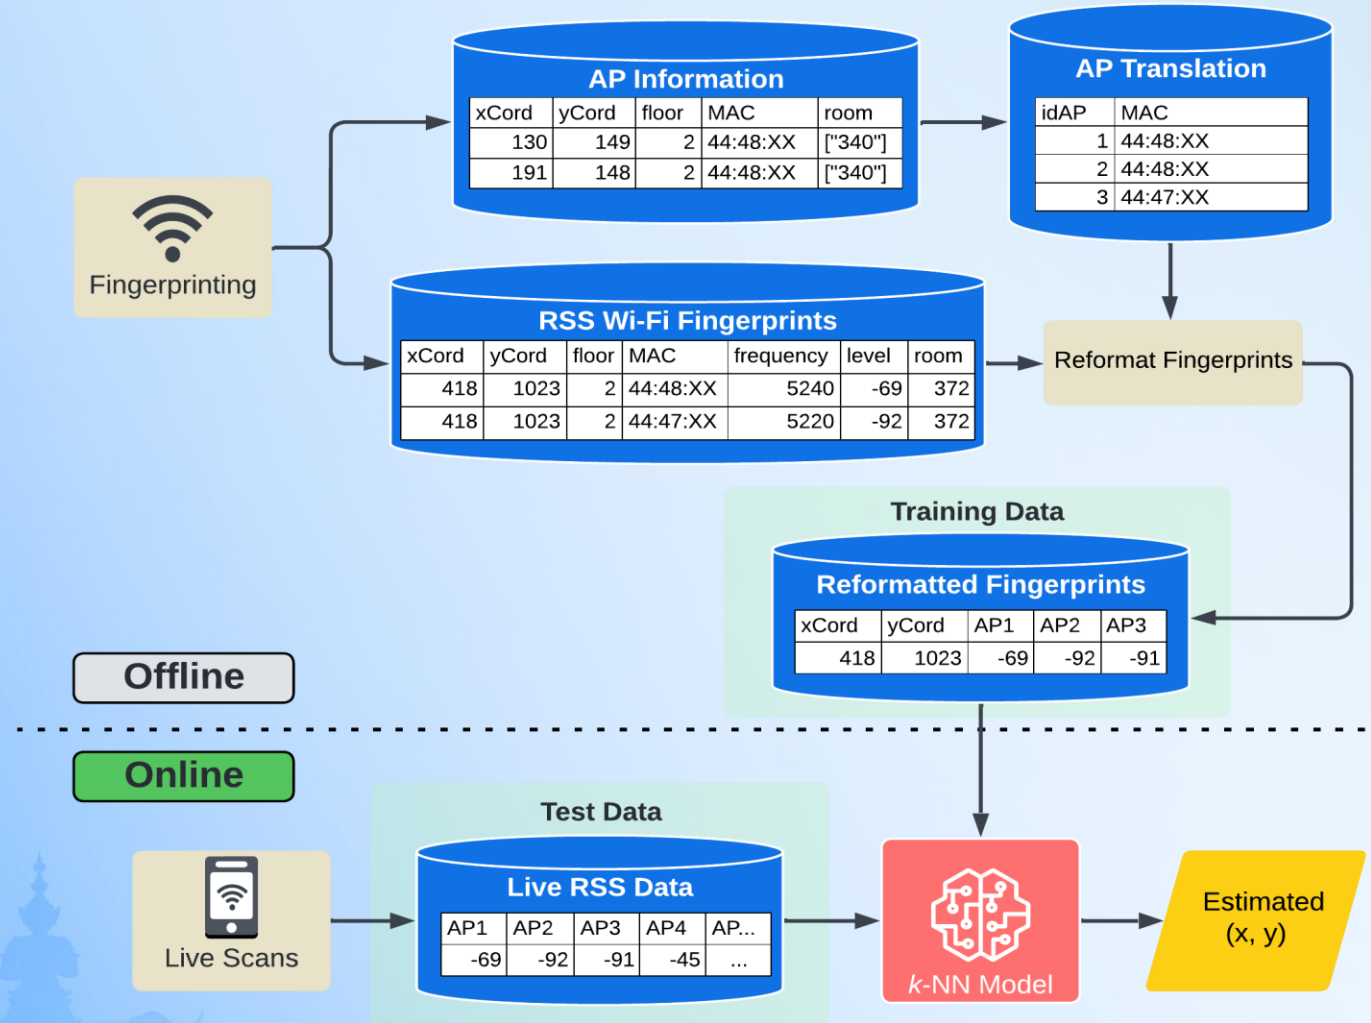 AP Information
xCord yCord floor MAC room
130 149 2 44:48:XX ["340"]
191 148 2 44:48:XX ["340"]
AP Translation
idAP MAC
1 44:48:XX
2 44:48:XX
3 44:47:XX
Fingerprinting
RSS Wi-Fi Fingerprints
xCord yCord floor MAC frequency level room
418 1023 2 44:48:XX 5240 -69 372
418 1023 2 44:47:XX 5220 -92 372
Reformat Fingerprints
Training Data
Reformatted Fingerprints
xCord yCord AP1 AP2 AP3
418 1023 -69 -92 -91
Offline
Online
Test Data
Live RSS Data
AP1 AP2 AP3 AP4 AP...
-69 -92 -91 -45 ...
Live Scans
k-NN Model
Estimated
(x, y)